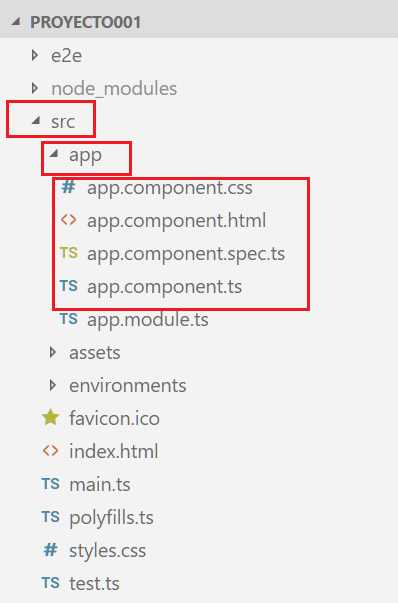 PROYECTO001
e2e
node_modules
src
app
# app.component.css
<> app.component.html
TS app.component.spec.ts
TS app.component.ts
TS app.module.ts
assets
environments
favicon.ico
<> index.html
TS main.ts
TS polyfills.ts
# styles.css
TS test.ts